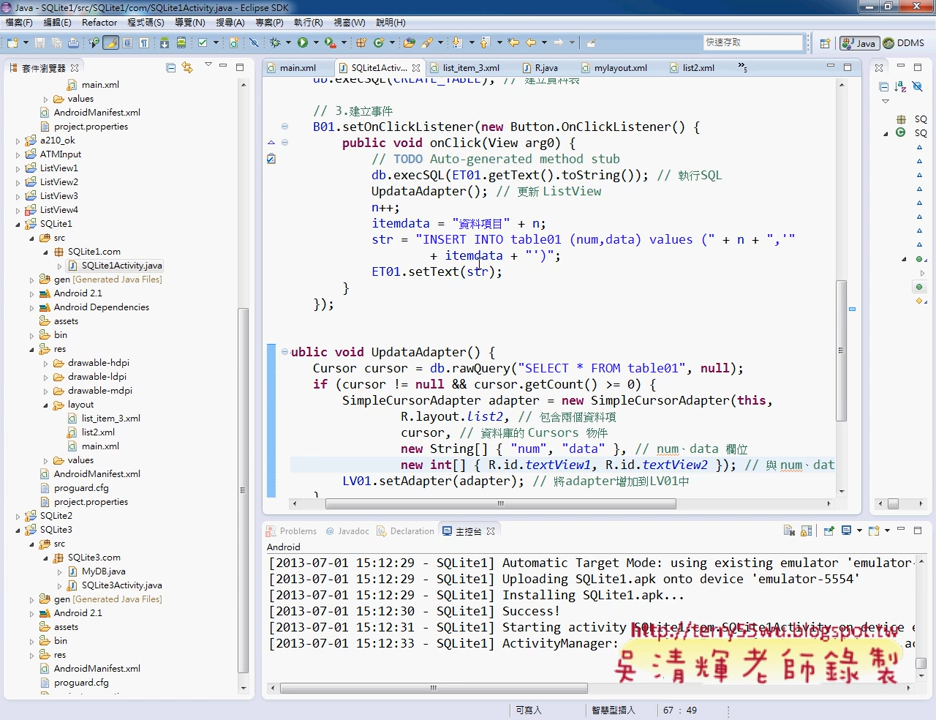 Java - SQLite1/src/SQLite1/com/SQLite1Activity.java - Eclipse SDK
檔案(F) 編輯(E) Refactor 程式碼(S) 導覽(N) 搜尋(A) 專案(P) 執行(R) 視窗(W) 說明(H)
快速存取
Java
DDMS
套件瀏覽器
main.xml
values
AndroidManifest.xml
project.properties
a210_ok
ATMInput
ListView1
ListView2
ListView3
ListView4
SQLite1
src
SQLite1.com
SQLite1Activity.java
gen [Generated Java Files]
Android 2.1
Android Dependencies
assets
bin
res
drawable-hdpi
drawable-ldpi
drawable-mdpi
layout
list_item_3.xml
list2.xml
main.xml
values
AndroidManifest.xml
proguard.cfg
project.properties
SQLite2
SQLite3
src
SQLite3.com
MyDB.java
SQLite3Activity.java
gen [Generated Java Files]
Android 2.1
assets
bin
res
AndroidManifest.xml
proguard.cfg
main.xml SQLite1Activ... list_item_3.xml R.java mylayout.xml list2.xml »5
db.execSQL(CREATE_TABLE); // 建立資料表
// 3.建立事件
B01.setOnClickListener(new Button.OnClickListener() {
public void onClick(View arg0) {
// TODO Auto-generated method stub
db.execSQL(ET01.getText().toString()); // 執行SQL
UpdataAdapter(); // 更新 ListView
n++;
itemdata = "資料項目" + n;
str = "INSERT INTO table01 (num,data) values (" + n + ",'"
+ itemdata + "')";
ET01.setText(str);
}
});
ublic void UpdataAdapter() {
Cursor cursor = db.rawQuery("SELECT * FROM table01", null);
if (cursor != null && cursor.getCount() >= 0) {
SimpleCursorAdapter adapter = new SimpleCursorAdapter(this,
R.layout.list2, // 包含兩個資料項
cursor, // 資料庫的 Cursors 物件
new String[] { "num", "data" }, // num、data 欄位
new int[] { R.id.textView1, R.id.textView2 }); // 與 num、dat
LV01.setAdapter(adapter); // 將adapter增加到LV01中
SQ
SQ
Problems @ Javadoc Declaration 主控台
Android
[2013-07-01 15:12:29 - SQLite1] Automatic Target Mode: using existing emulator 'emulator-
[2013-07-01 15:12:29 - SQLite1] Uploading SQLite1.apk onto device 'emulator-5554'
[2013-07-01 15:12:29 - SQLite1] Installing SQLite1.apk...
[2013-07-01 15:12:30 - SQLite1] Success!
[2013-07-01 15:12:31 - SQLite1] Starting activity SQLite1.com.SQLite1Activity on device e
[2013-07-01 15:12:33 - SQLite1] ActivityManager:
http://terry55wu.blogspot.tw
吳清輝老師錄製
可寫入 智慧型插入 67 : 49